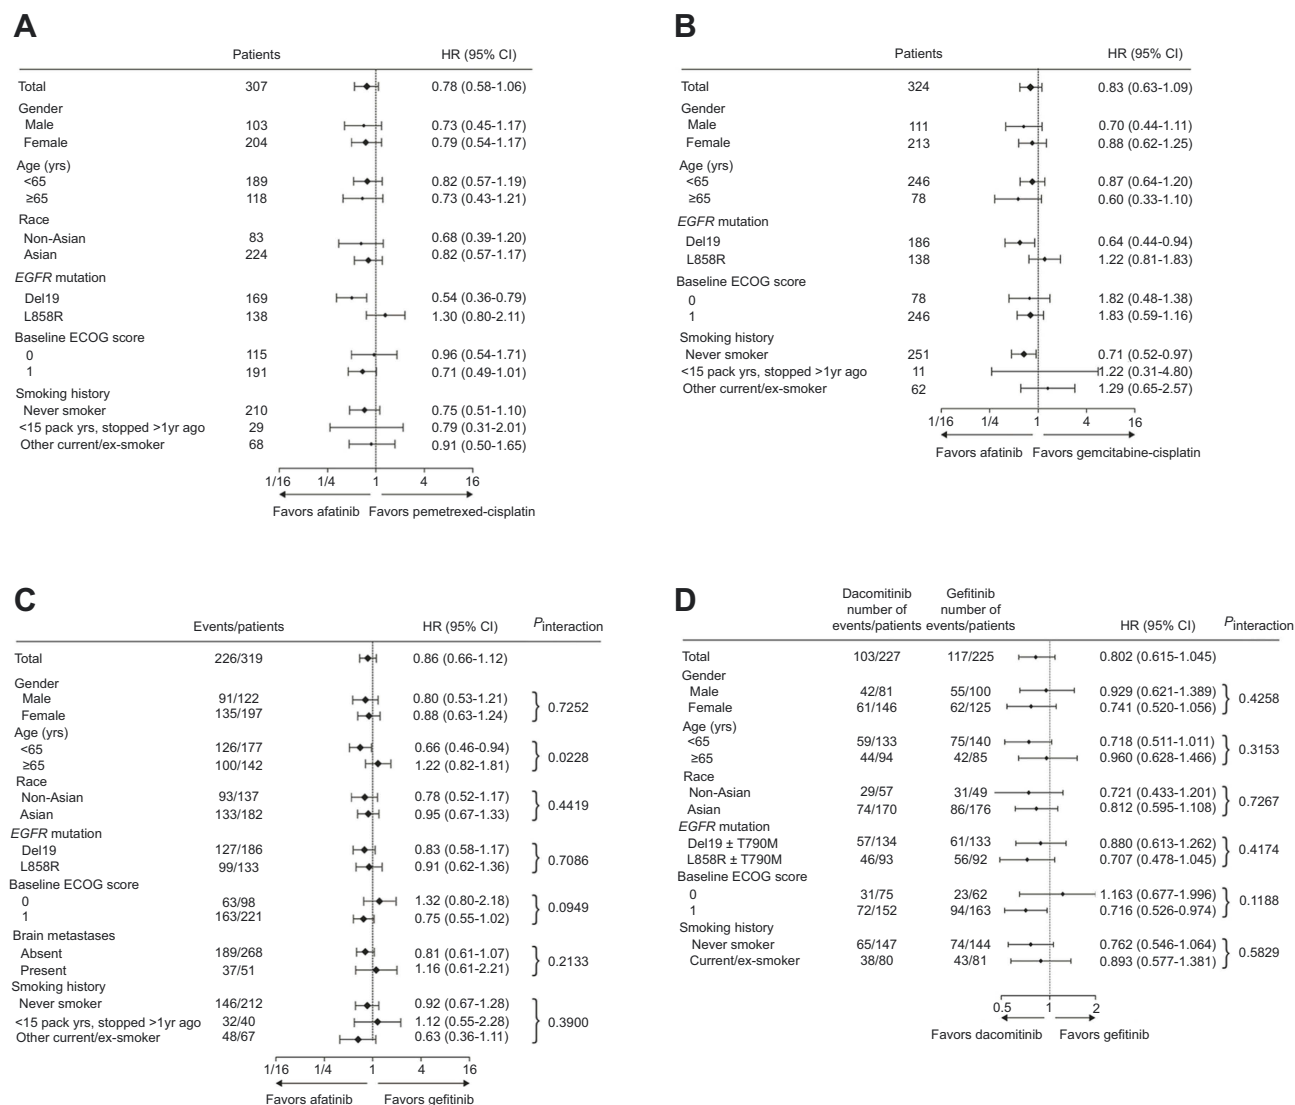 A
Patients HR (95% CI)
Total 307 0.78 (0.58-1.06)
Gender
Male 103 0.73 (0.45-1.17)
Female 204 0.79 (0.54-1.17)
Age (yrs)
<65 189 0.82 (0.57-1.19)
≥65 118 0.73 (0.43-1.21)
Race
Non-Asian 83 0.68 (0.39-1.20)
Asian 224 0.82 (0.57-1.17)
EGFR mutation
Del19 169 0.54 (0.36-0.79)
L858R 138 1.30 (0.80-2.11)
Baseline ECOG score
0 115 0.96 (0.54-1.71)
1 191 0.71 (0.49-1.01)
Smoking history
Never smoker 210 0.75 (0.51-1.10)
<15 pack yrs, stopped >1yr ago 29 0.79 (0.31-2.01)
Other current/ex-smoker 68 0.91 (0.50-1.65)
1/16 1/4 1 4 16
Favors afatinib Favors pemetrexed-cisplatin
B
Patients HR (95% CI)
Total 324 0.83 (0.63-1.09)
Gender
Male 111 0.70 (0.44-1.11)
Female 213 0.88 (0.62-1.25)
Age (yrs)
<65 246 0.87 (0.64-1.20)
≥65 78 0.60 (0.33-1.10)
EGFR mutation
Del19 186 0.64 (0.44-0.94)
L858R 138 1.22 (0.81-1.83)
Baseline ECOG score
0 78 1.82 (0.48-1.38)
1 246 1.83 (0.59-1.16)
Smoking history
Never smoker 251 0.71 (0.52-0.97)
<15 pack yrs, stopped >1yr ago 11 1.22 (0.31-4.80)
Other current/ex-smoker 62 1.29 (0.65-2.57)
1/16 1/4 1 4 16
Favors afatinib Favors gemcitabine-cisplatin
C
Events/patients HR (95% CI) Pinteraction
Total 226/319 0.86 (0.66-1.12)
Gender
Male 91/122 0.80 (0.53-1.21)
Female 135/197 0.88 (0.63-1.24)
0.7252
Age (yrs)
<65 126/177 0.66 (0.46-0.94)
≥65 100/142 1.22 (0.82-1.81)
0.0228
Race
Non-Asian 93/137 0.78 (0.52-1.17)
Asian 133/182 0.95 (0.67-1.33)
0.4419
EGFR mutation
Del19 127/186 0.83 (0.58-1.17)
L858R 99/133 0.91 (0.62-1.36)
0.7086
Baseline ECOG score
0 63/98 1.32 (0.80-2.18)
1 163/221 0.75 (0.55-1.02)
0.0949
Brain metastases
Absent 189/268 0.81 (0.61-1.07)
Present 37/51 1.16 (0.61-2.21)
0.2133
Smoking history
Never smoker 146/212 0.92 (0.67-1.28)
<15 pack yrs, stopped >1yr ago 32/40 1.12 (0.55-2.28)
Other current/ex-smoker 48/67 0.63 (0.36-1.11)
0.3900
1/16 1/4 1 4 16
Favors afatinib Favors gefitinib
D
Dacomitinib Gefitinib
number of number of
events/patients events/patients HR (95% CI) Pinteraction
Total 103/227 117/225 0.802 (0.615-1.045)
Gender
Male 42/81 55/100 0.929 (0.621-1.389)
Female 61/146 62/125 0.741 (0.520-1.056)
0.4258
Age (yrs)
<65 59/133 75/140 0.718 (0.511-1.011)
≥65 44/94 42/85 0.960 (0.628-1.466)
0.3153
Race
Non-Asian 29/57 31/49 0.721 (0.433-1.201)
Asian 74/170 86/176 0.812 (0.595-1.108)
0.7267
EGFR mutation
Del19 ± T790M 57/134 61/133 0.880 (0.613-1.262)
L858R ± T790M 46/93 56/92 0.707 (0.478-1.045)
0.4174
Baseline ECOG score
0 31/75 23/62 1.163 (0.677-1.996)
1 72/152 94/163 0.716 (0.526-0.974)
0.1188
Smoking history
Never smoker 65/147 74/144 0.762 (0.546-1.064)
Current/ex-smoker 38/80 43/81 0.893 (0.577-1.381)
0.5829
0.5 1 2
Favors dacomitinib Favors gefitinib